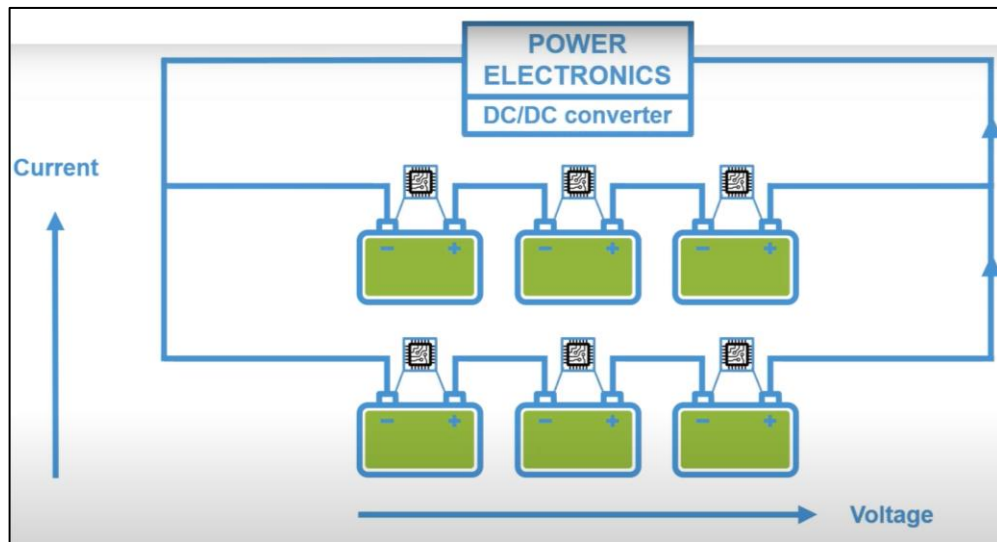 POWER
ELECTRONICS
DC/DC converter
Current
- + - + - +
- + - + - +
Voltage